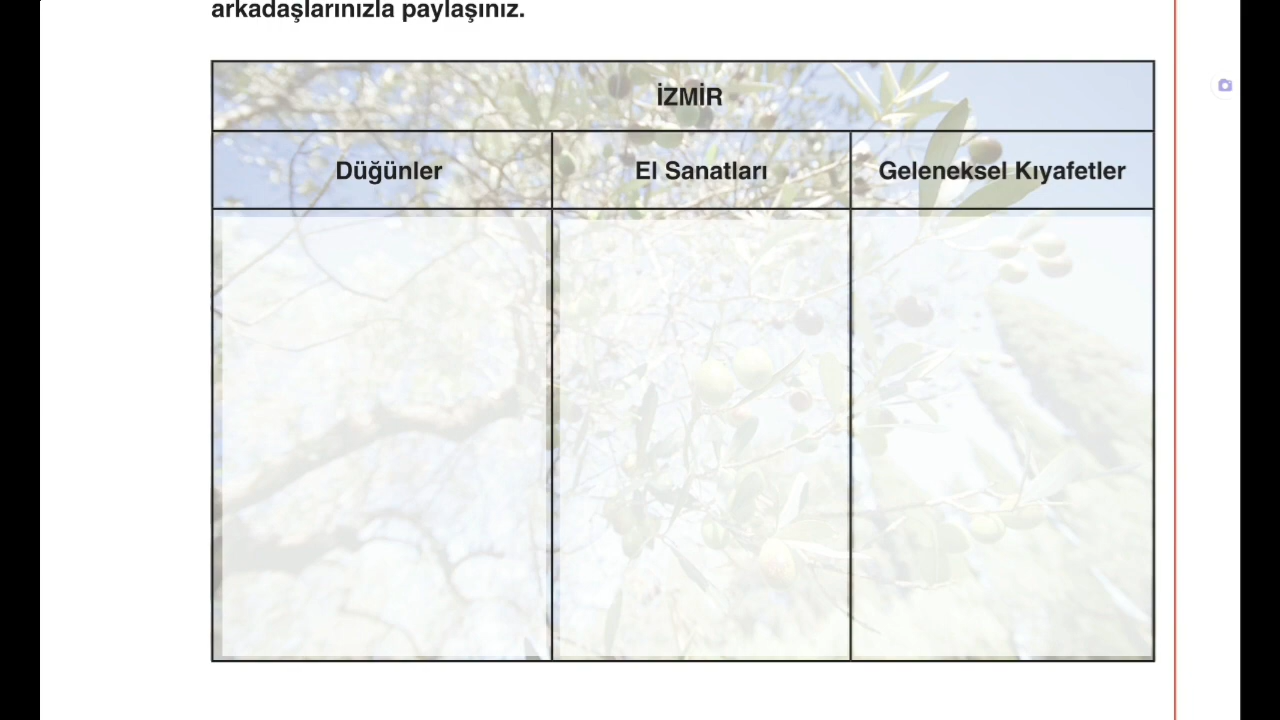 arkadaşlarınızla paylaşınız.
İZMİR
Düğünler
El Sanatları
Geleneksel Kıyafetler